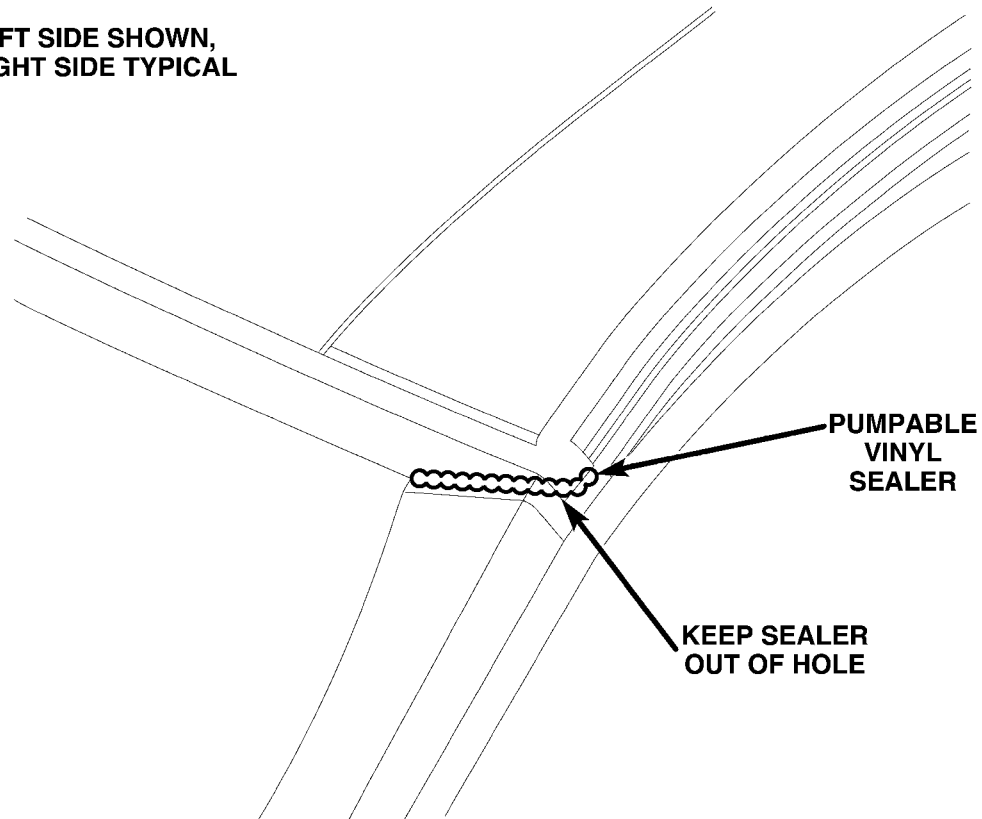 FT SIDE SHOWN,
GHT SIDE TYPICAL
PUMPABLE
VINYL
SEALER
KEEP SEALER
OUT OF HOLE